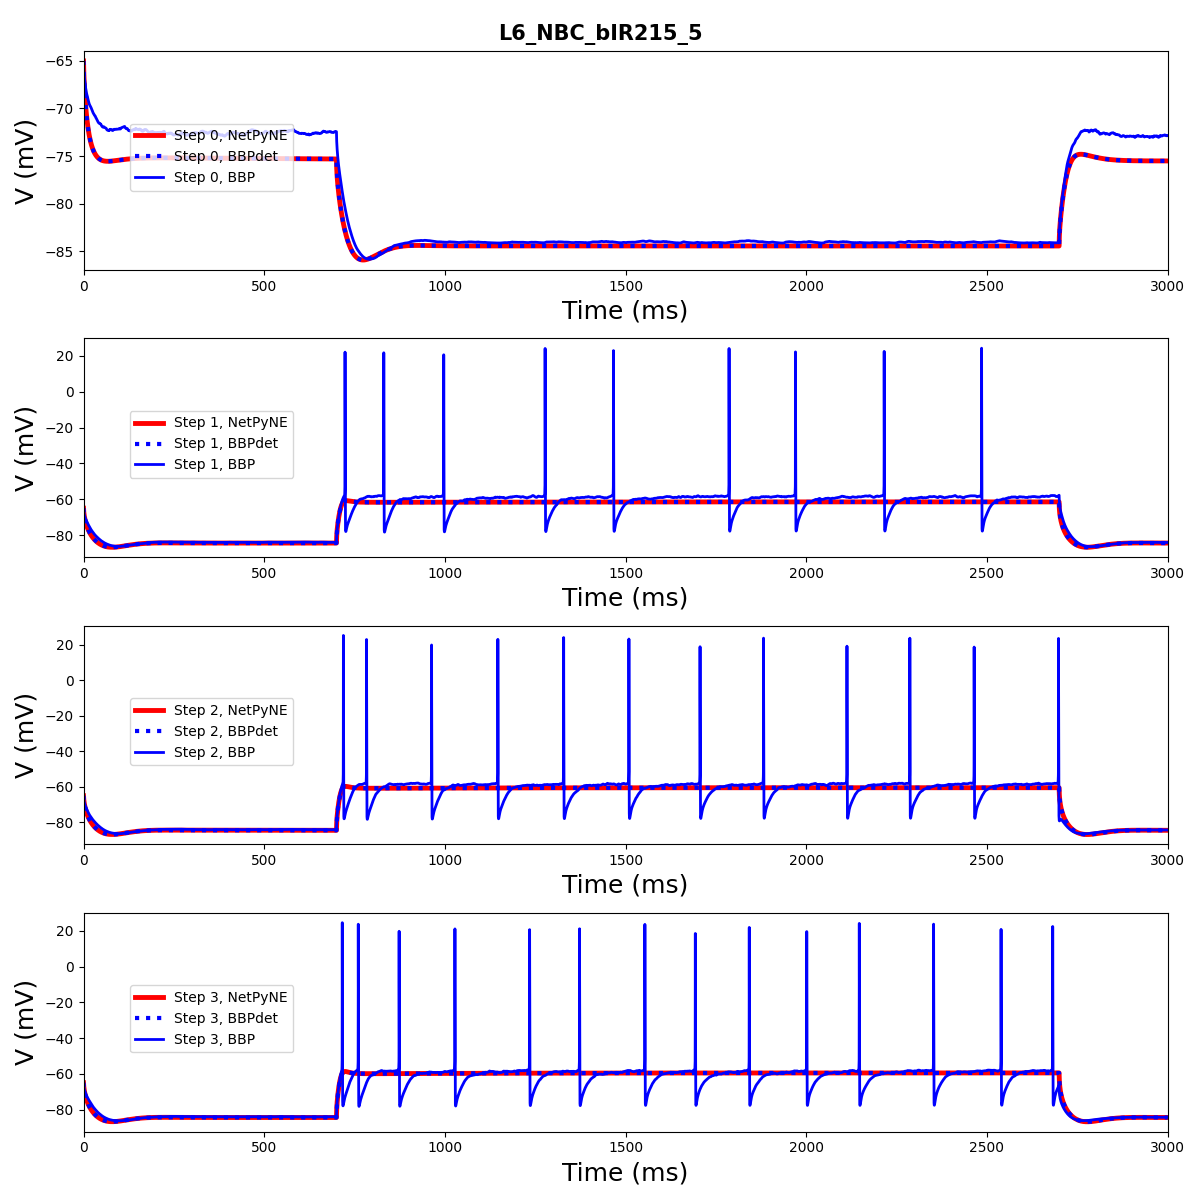 L6_NBC_bIR215_5
−65
−70
−75
−80
−85
V (mV)
Step 0, NetPyNE
Step 0, BBPdet
Step 0, BBP
0 500 1000 1500 2000 2500 3000
Time (ms)
20
0
−20
−40
−60
−80
V (mV)
Step 1, NetPyNE
Step 1, BBPdet
Step 1, BBP
0 500 1000 1500 2000 2500 3000
Time (ms)
20
0
−20
−40
−60
−80
V (mV)
Step 2, NetPyNE
Step 2, BBPdet
Step 2, BBP
0 500 1000 1500 2000 2500 3000
Time (ms)
20
0
−20
−40
−60
−80
V (mV)
Step 3, NetPyNE
Step 3, BBPdet
Step 3, BBP
0 500 1000 1500 2000 2500 3000
Time (ms)